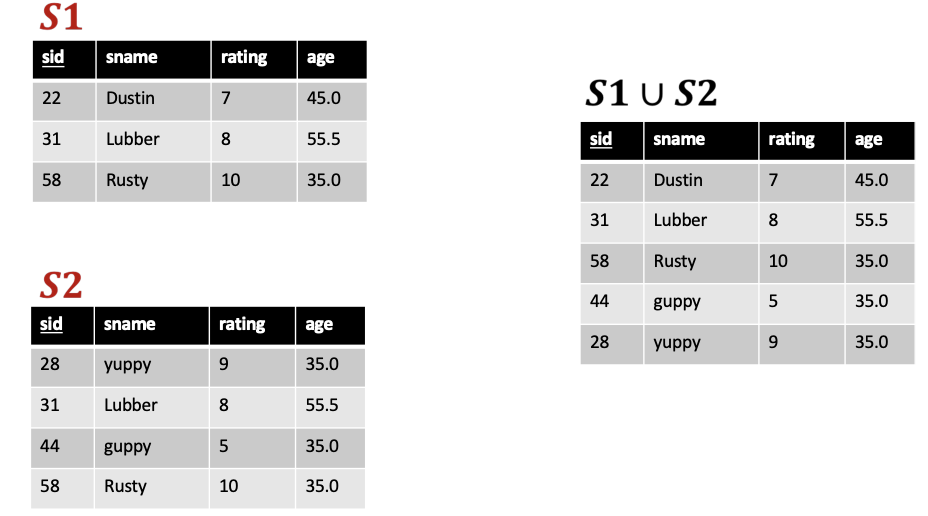 S1
sid sname rating age
22 Dustin 7 45.0
31 Lubber 8 55.5
58 Rusty 10 35.0
S2
sid sname rating age
28 yuppy 9 35.0
31 Lubber 8 55.5
44 guppy 5 35.0
58 Rusty 10 35.0
S1 ∪ S2
sid sname rating age
22 Dustin 7 45.0
31 Lubber 8 55.5
58 Rusty 10 35.0
44 guppy 5 35.0
28 yuppy 9 35.0